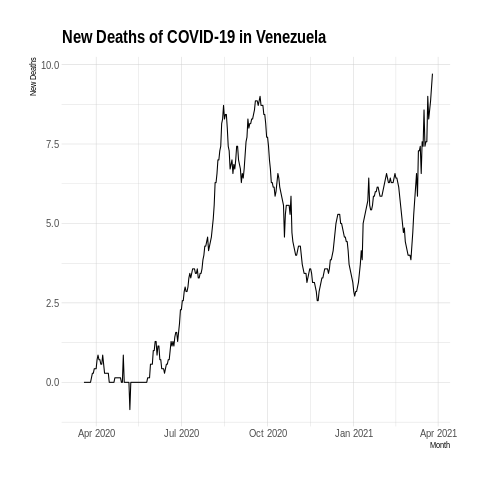 New Deaths of COVID-19 in Venezuela
New Deaths
10.0
7.5
5.0
2.5
0.0
Apr 2020
Jul 2020
Oct 2020
Jan 2021
Apr 2021
Month